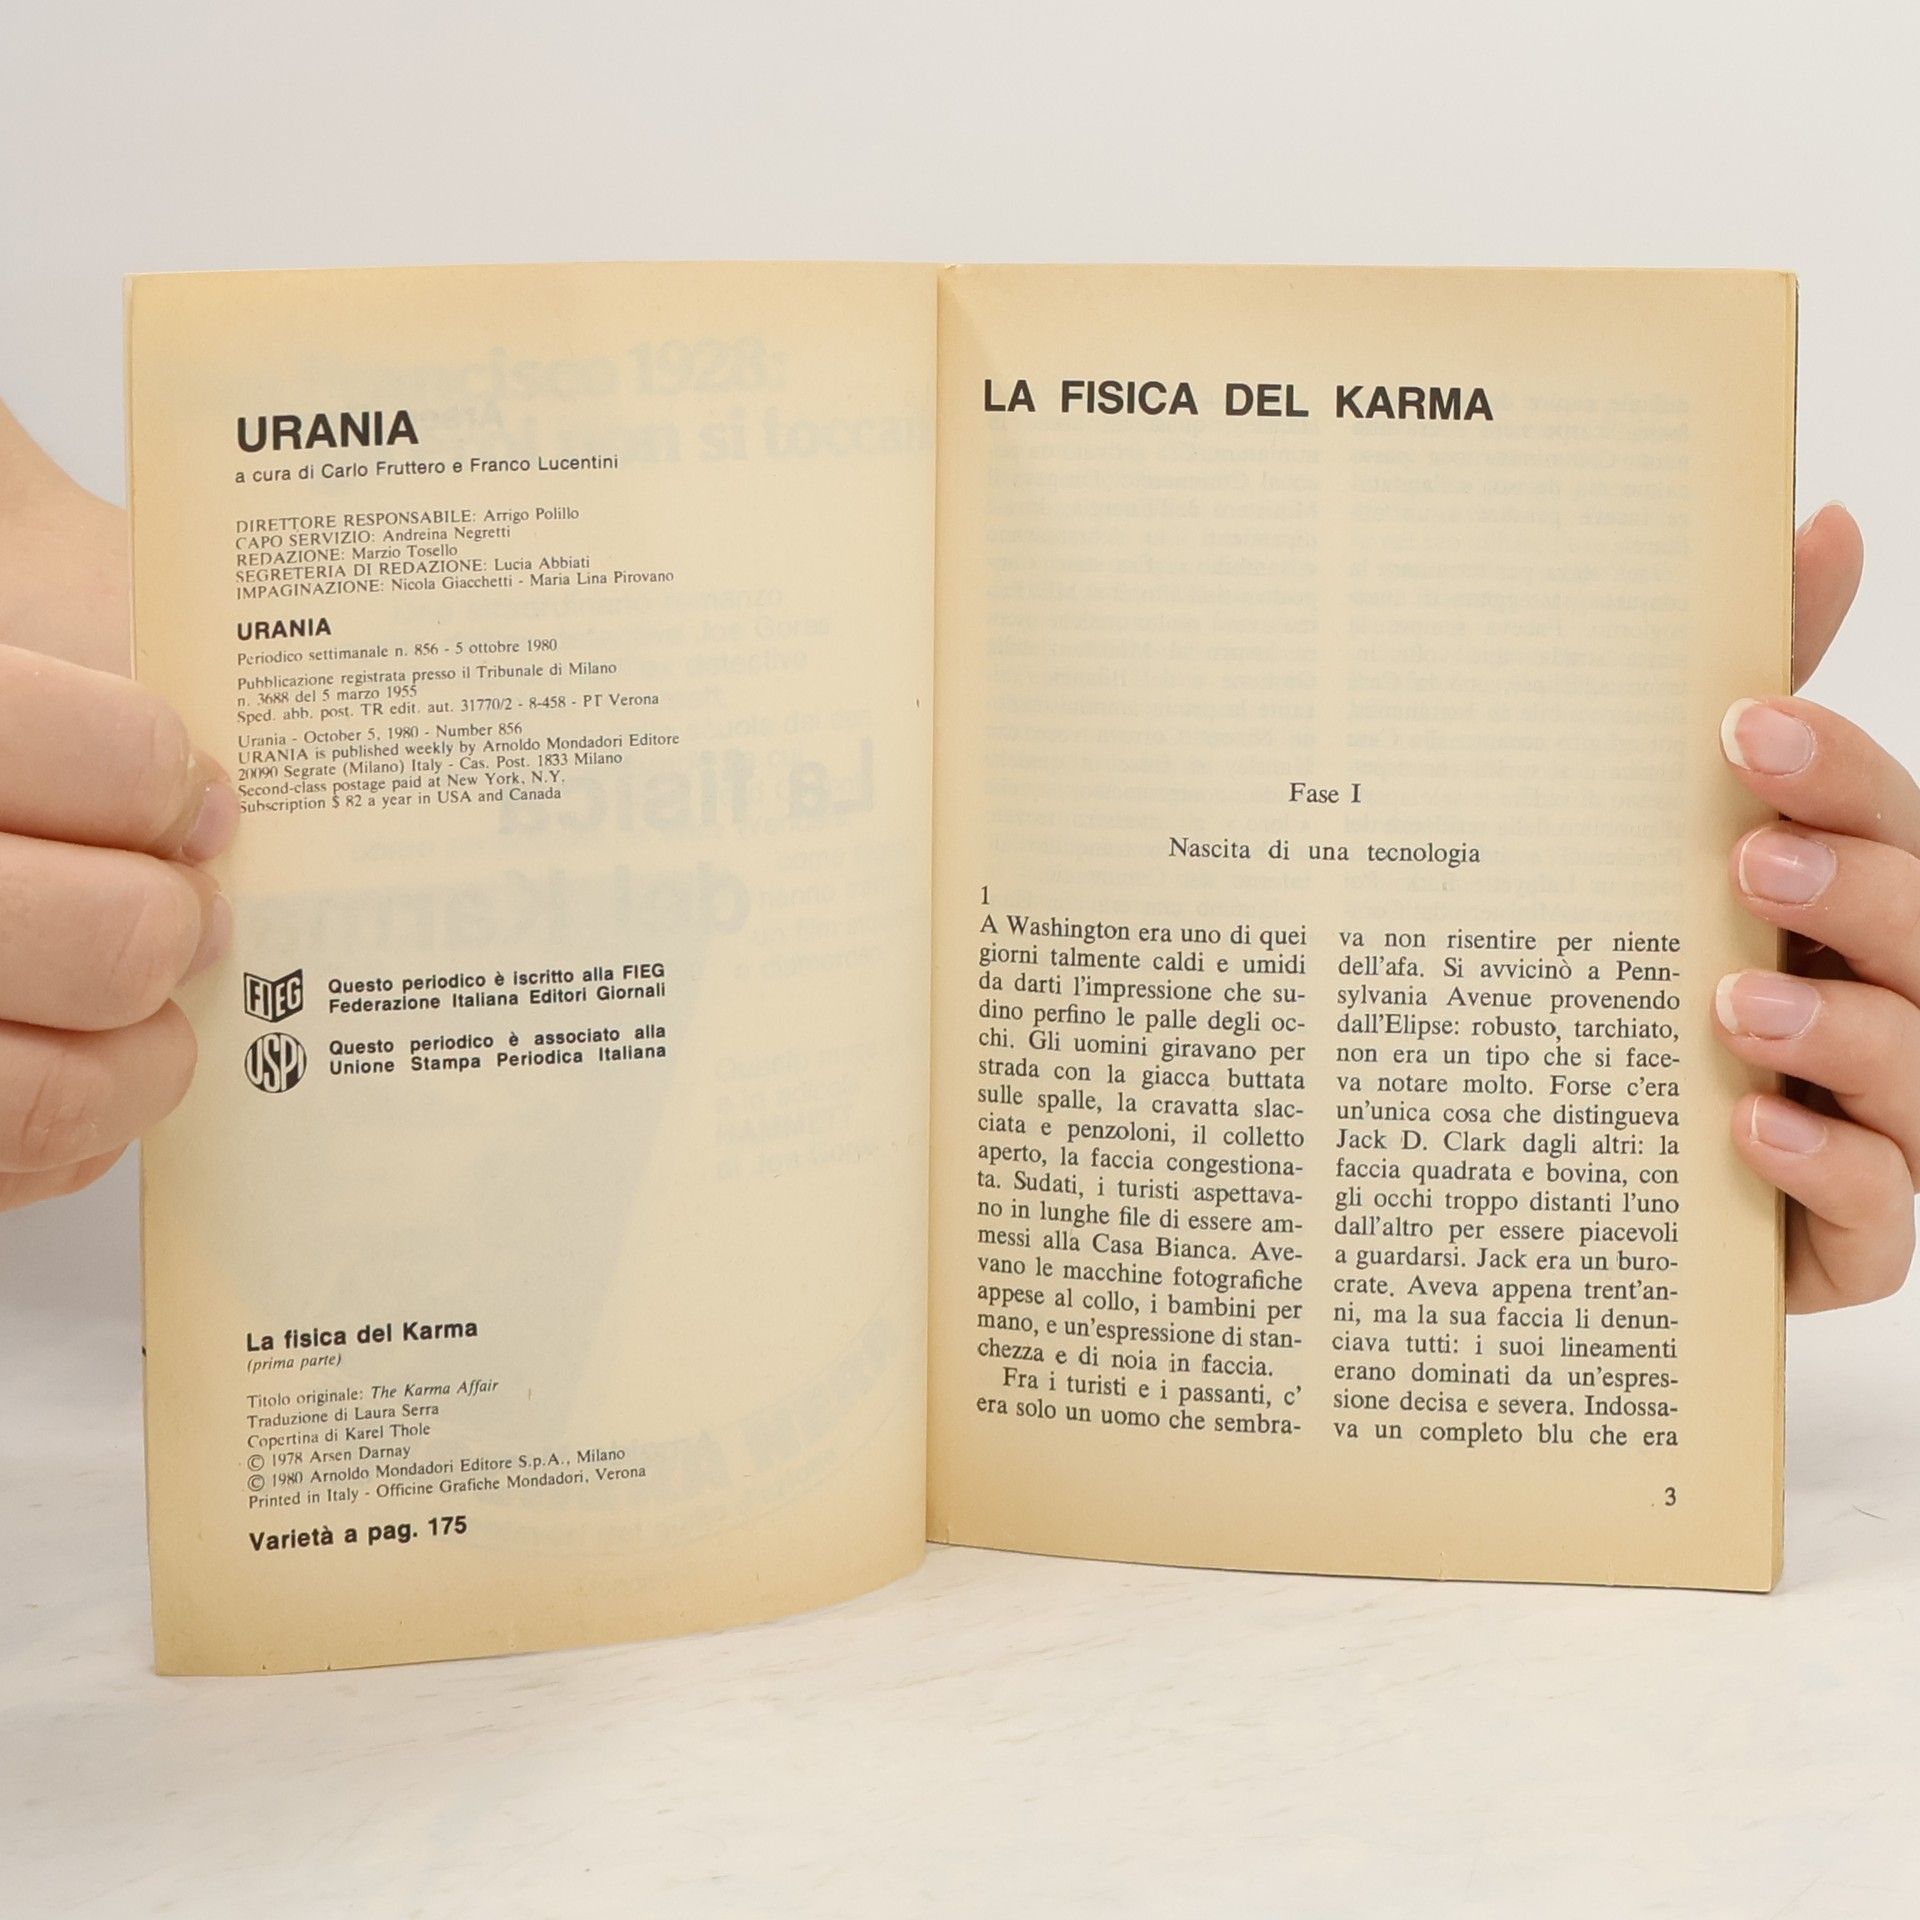 URANIA
a cura di Carlo Fruttero e Franco Lucentini
DIRETTORE RESPONSABILE: Arrigo Polillo
CAPO SERVIZIO: Andreina Negretti
REDAZIONE: Marzio Tosello
SEGRETERIA DI REDAZIONE: Lucia Abbiati
IMPAGINAZIONE: Nicola Giacchetti - Maria Lina Pirovano
URANIA
Periodico settimanale n. 856 - 5 ottobre 1980
Pubblicazione registrata presso il Tribunale di Milano
n. 3688 del 5 marzo 1955
Sped. abb. post. TR edit. aut. 31770/2 - 8-458 - PT Verona
Urania - October 5, 1980 - Number 856
URANIA is published weekly by Arnoldo Mondadori Editore
20090 Segrate (Milano) Italy - Cas. Post. 1833 Milano
Second-class postage paid at New York, N.Y.
Subscription $ 82 a year in USA and Canada
FIEG
Questo periodico è iscritto alla FIEG
Federazione Italiana Editori Giornali
USPI
Questo periodico è associato alla
Unione Stampa Periodica Italiana
La fisica del Karma
(prima parte)
Titolo originale: The Karma Affair
Traduzione di Laura Serra
Copertina di Karel Thole
© 1978 Arsen Darnay
© 1980 Arnoldo Mondadori Editore S.p.A., Milano
Printed in Italy - Officine Grafiche Mondadori, Verona
Varietà a pag. 175
LA FISICA DEL KARMA
Fase I
Nascita di una tecnologia
1
A Washington era uno di quei
giorni talmente caldi e umidi
da darti l'impressione che su-
dino perfino le palle degli oc-
chi. Gli uomini giravano per
strada con la giacca buttata
sulle spalle, la cravatta slac-
ciata e penzoloni, il colletto
aperto, la faccia congestiona-
ta. Sudati, i turisti aspettava-
no in lunghe file di essere am-
messi alla Casa Bianca. Ave-
vano le macchine fotografiche
appese al collo, i bambini per
mano, e un'espressione di stan-
chezza e di noia in faccia.
Fra i turisti e i passanti, c'
era solo un uomo che sembra-
va non risentire per niente
dell'afa. Si avvicinò a Penn-
sylvania Avenue provenendo
dall'Elipse: robusto, tarchiato,
non era un tipo che si face-
va notare molto. Forse c'era
un'unica cosa che distingueva
Jack D. Clark dagli altri: la
faccia quadrata e bovina, con
gli occhi troppo distanti l'uno
dall'altro per essere piacevoli
a guardarsi. Jack era un buro-
crate. Aveva appena trent'an-
ni, ma la sua faccia li denun-
ciava tutti: i suoi lineamenti
erano dominati da un'espres-
sione decisa e severa. Indossa-
va un completo blu che era
3